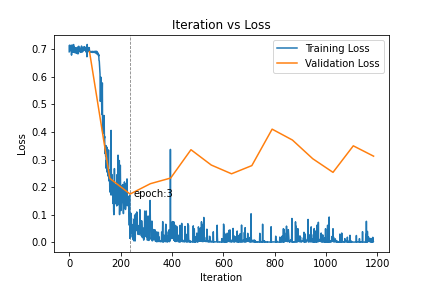 Iteration vs Loss
Training Loss
Validation Loss
Loss
0.7
0.6
0.5
0.4
0.3
0.2
0.1
0.0
epoch:3
0 200 400 600 800 1000 1200
Iteration